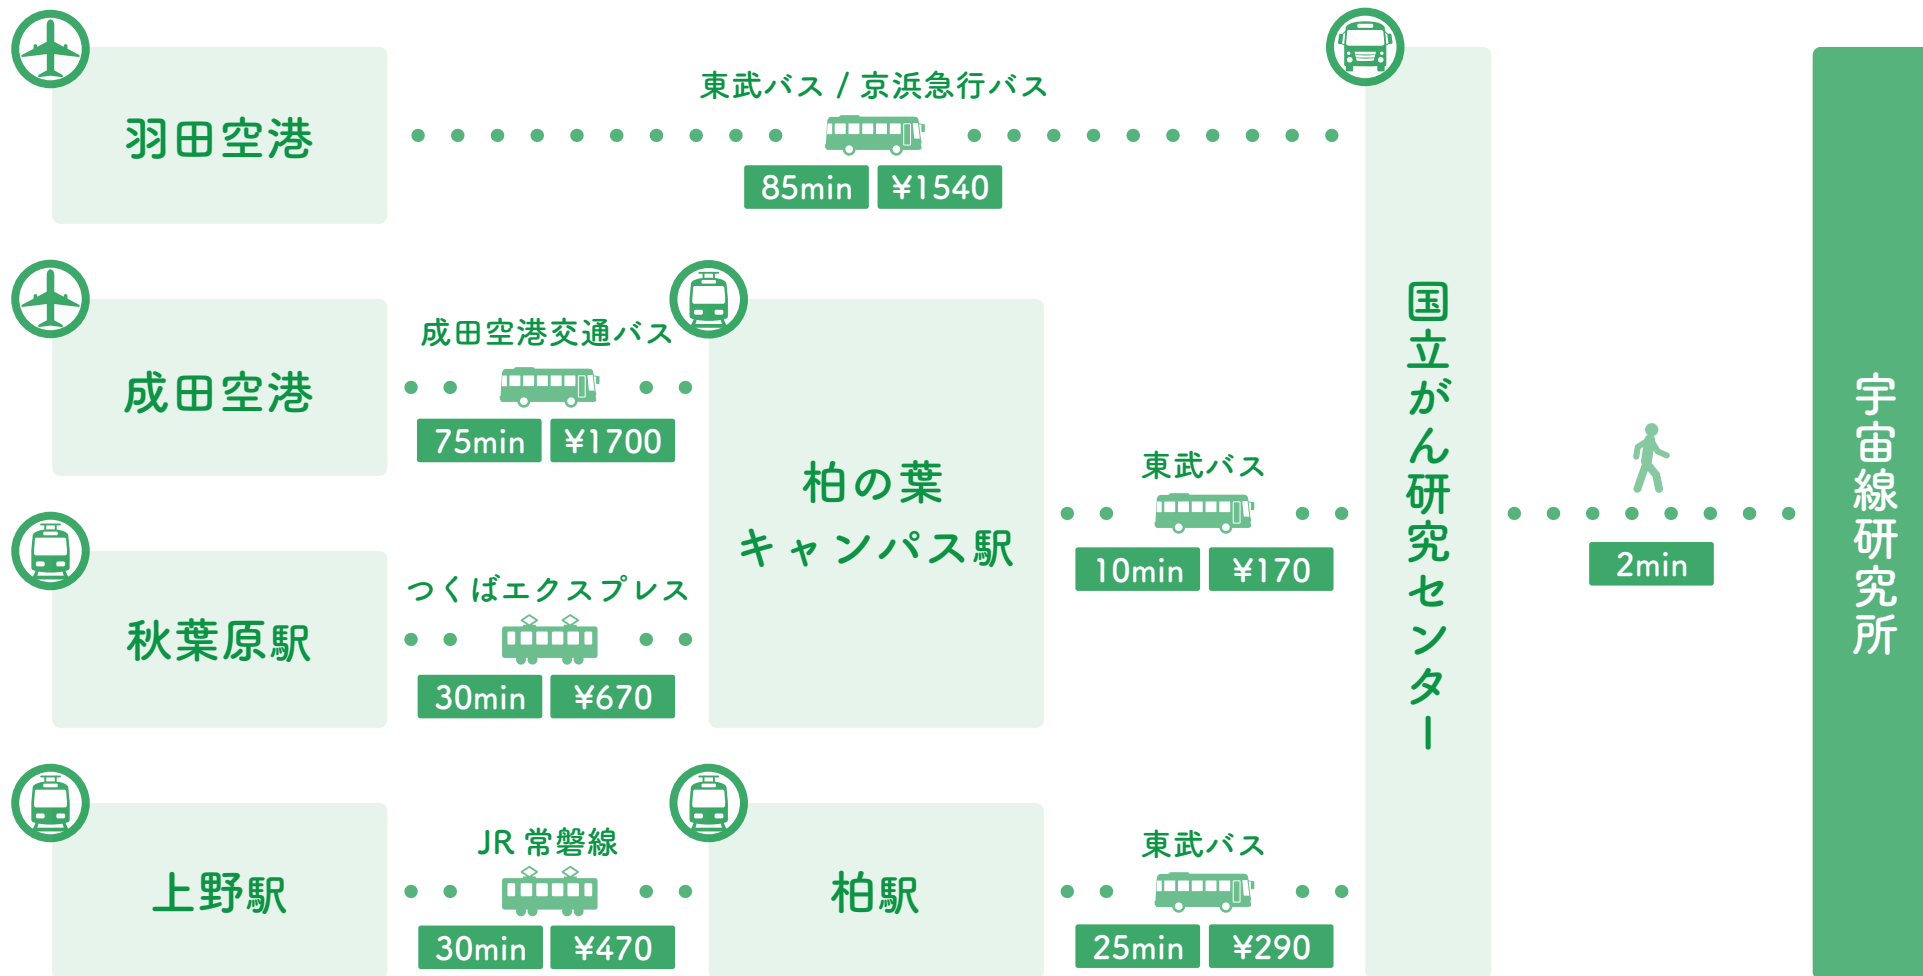 羽田空港
東武バス / 京浜急行バス
85min ¥1540
成田空港
成田空港交通バス
75min ¥1700
秋葉原駅
つくばエクスプレス
30min ¥670
柏の葉
キャンパス駅
東武バス
10min ¥170
上野駅
JR 常磐線
30min ¥470
柏駅
東武バス
25min ¥290
国立がん研究センター
2min
宇宙線研究所